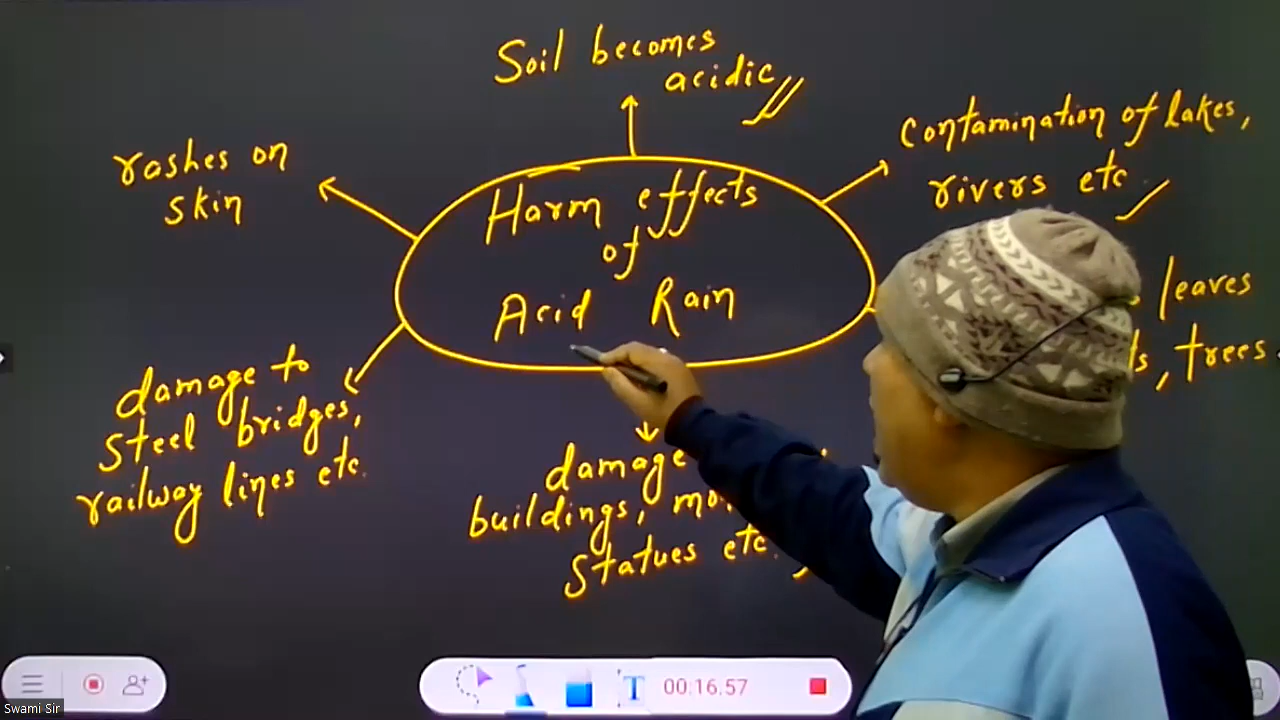 Soil becomes
acidic
Contamination of lakes,
rivers etc
rashes on
skin
Harm effects
of
Acid Rain
leaves
trees
damage to
steel bridges,
railway lines etc.
damage
buildings,
statues etc.
T 00:16.57
Swami Sir